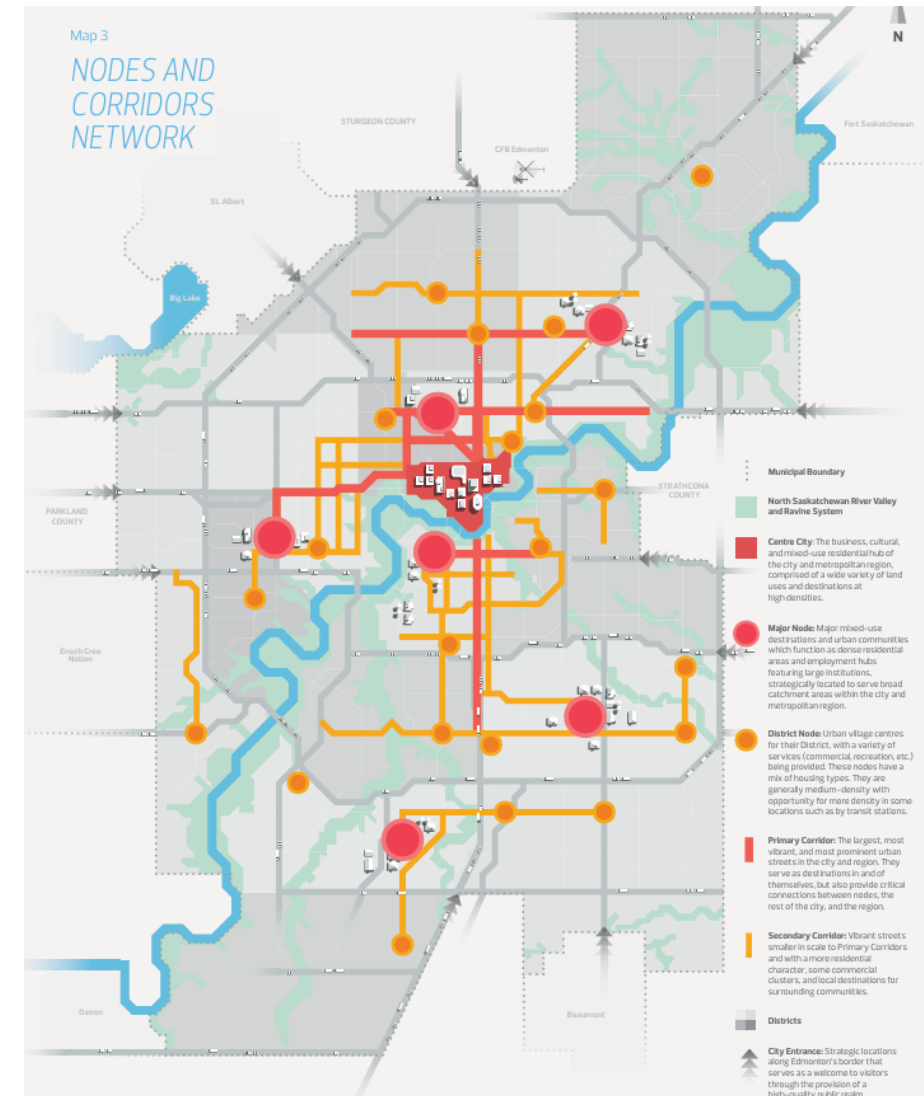 Map 3
NODES AND
CORRIDORS
NETWORK
N
STURGEON COUNTY
Fort Saskatchewan
CFB Edmonton
St. Albert
Big Lake
STRATHCONA
COUNTY
PARKLAND
COUNTY
Enoch Cree
Nation
Devon
Beaumont
Municipal Boundary
North Saskatchewan River Valley
and Ravine System
Centre City: The business, cultural,
and mixed-use residential hub of
the city and metropolitan region,
comprised of a wide variety of land
uses and destinations at
high densities.
Major Node: Major mixed-use
destinations and urban communities
which function as dense residential
areas and employment hubs
featuring large institutions,
strategically located to serve broad
catchment areas within the city and
metropolitan region.
District Node: Urban village centres
for their District, with a variety of
services (commercial, recreation, etc.)
being provided. These nodes have a
mix of housing types. They are
generally medium-density with
opportunity for more density in some
locations such as by transit stations.
Primary Corridor: The largest, most
vibrant, and most prominent urban
streets in the city and region. They
serve as destinations in and of
themselves, but also provide critical
connections between nodes, the
rest of the city, and the region.
Secondary Corridor: Vibrant streets
smaller in scale to Primary Corridors
and with a more residential
character, some commercial
clusters, and local destinations for
surrounding communities.
Districts
City Entrance: Strategic locations
along Edmonton's border that
serves as a welcome to visitors
through the provision of a
high-quality public realm